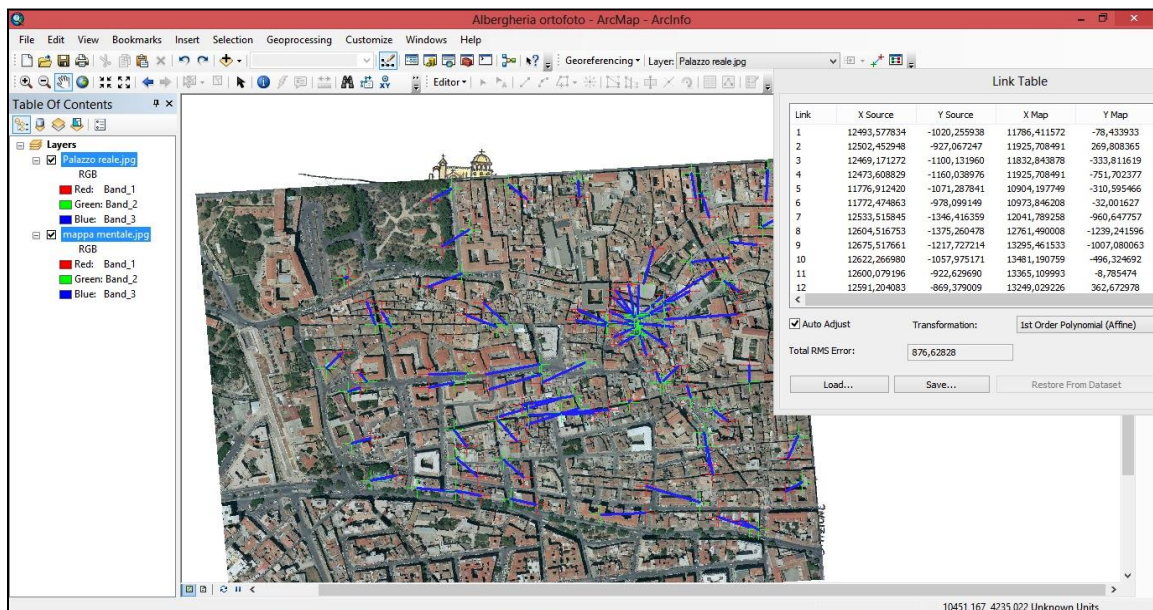 Albergheria ortofoto - ArcMap - ArcInfo
File Edit View Bookmarks Insert Selection Geoprocessing Customize Windows Help
Georeferencing Layer: Palazzo reale.jpg
Editor
Table Of Contents
Link Table
Layers
Palazzo reale.jpg
RGB
Red: Band_1
Green: Band_2
Blue: Band_3
mappa mentale.jpg
RGB
Red: Band_1
Green: Band_2
Blue: Band_3
Link X Source Y Source X Map Y Map
1 12493,577834 -1020,255938 11786,411572 -78,433933
2 12502,452948 -927,067247 11925,708491 269,808365
3 12469,171272 -1100,131960 11832,843878 -333,811619
4 12473,608829 -1160,038976 11925,708491 -751,702377
5 11776,912420 -1071,287841 10904,197749 -310,595466
6 11772,474863 -978,099149 10973,846208 -32,001627
7 12533,515845 -1346,416359 12041,789258 -960,647757
8 12604,516753 -1375,260478 12761,490008 -1239,241596
9 12675,517661 -1217,727214 13295,461533 -1007,080063
10 12622,266980 -1057,975171 13481,190759 -496,324692
11 12600,079196 -922,629690 13365,109993 -8,785474
12 12591,204083 -869,379009 13249,029226 362,672978
Auto Adjust Transformation: 1st Order Polynomial (Affine)
Total RMS Error: 876,62828
Load... Save... Restore From Dataset
10451,167 4235,022 Unknown Units